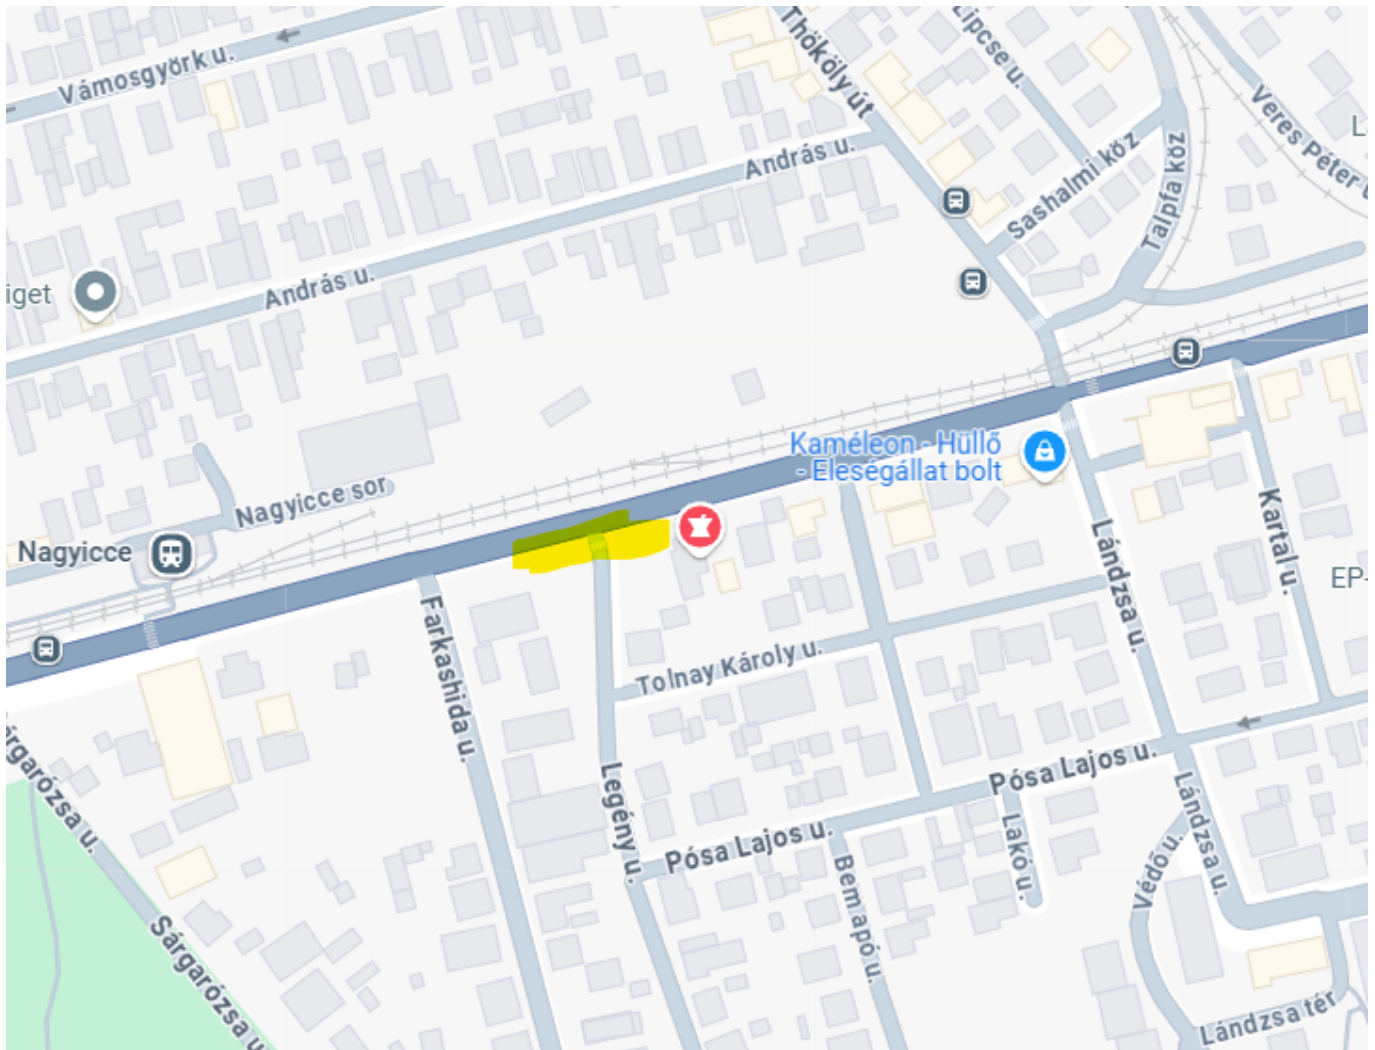 Vámosgyörk u.
Thököly út
Lipcse u.
Veres Péter u
L
András u.
Sashalmi köz
Talpfa köz
iget
András u.
Kaméleon - Hüllő
- Eleségállat bolt
Nagyicce sor
Nagyicce
Lándzsa u.
Kartal u.
EP-
Farkashida u.
Tolnay Károly u.
árgarózsa u.
Legény u.
Pósa Lajos u.
Pósa Lajos u.
Lakó u.
Lándzsa u.
Védő u.
Bem apó u.
Sárgarózsa u
Lándzsa tér